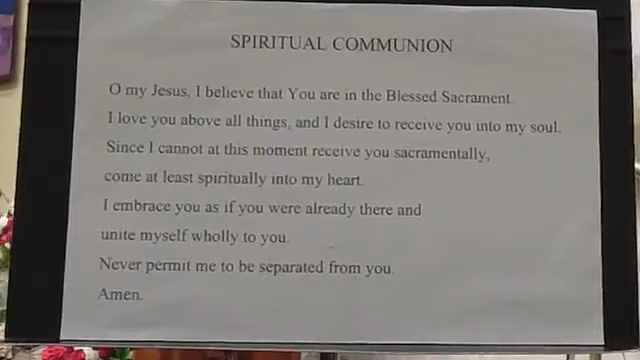 SPIRITUAL COMMUNION
O my Jesus, I believe that You are in the Blessed Sacrament.
I love you above all things, and I desire to receive you into my soul.
Since I cannot at this moment receive you sacramentally,
come at least spiritually into my heart.
I embrace you as if you were already there and
unite myself wholly to you.
Never permit me to be separated from you.
Amen.